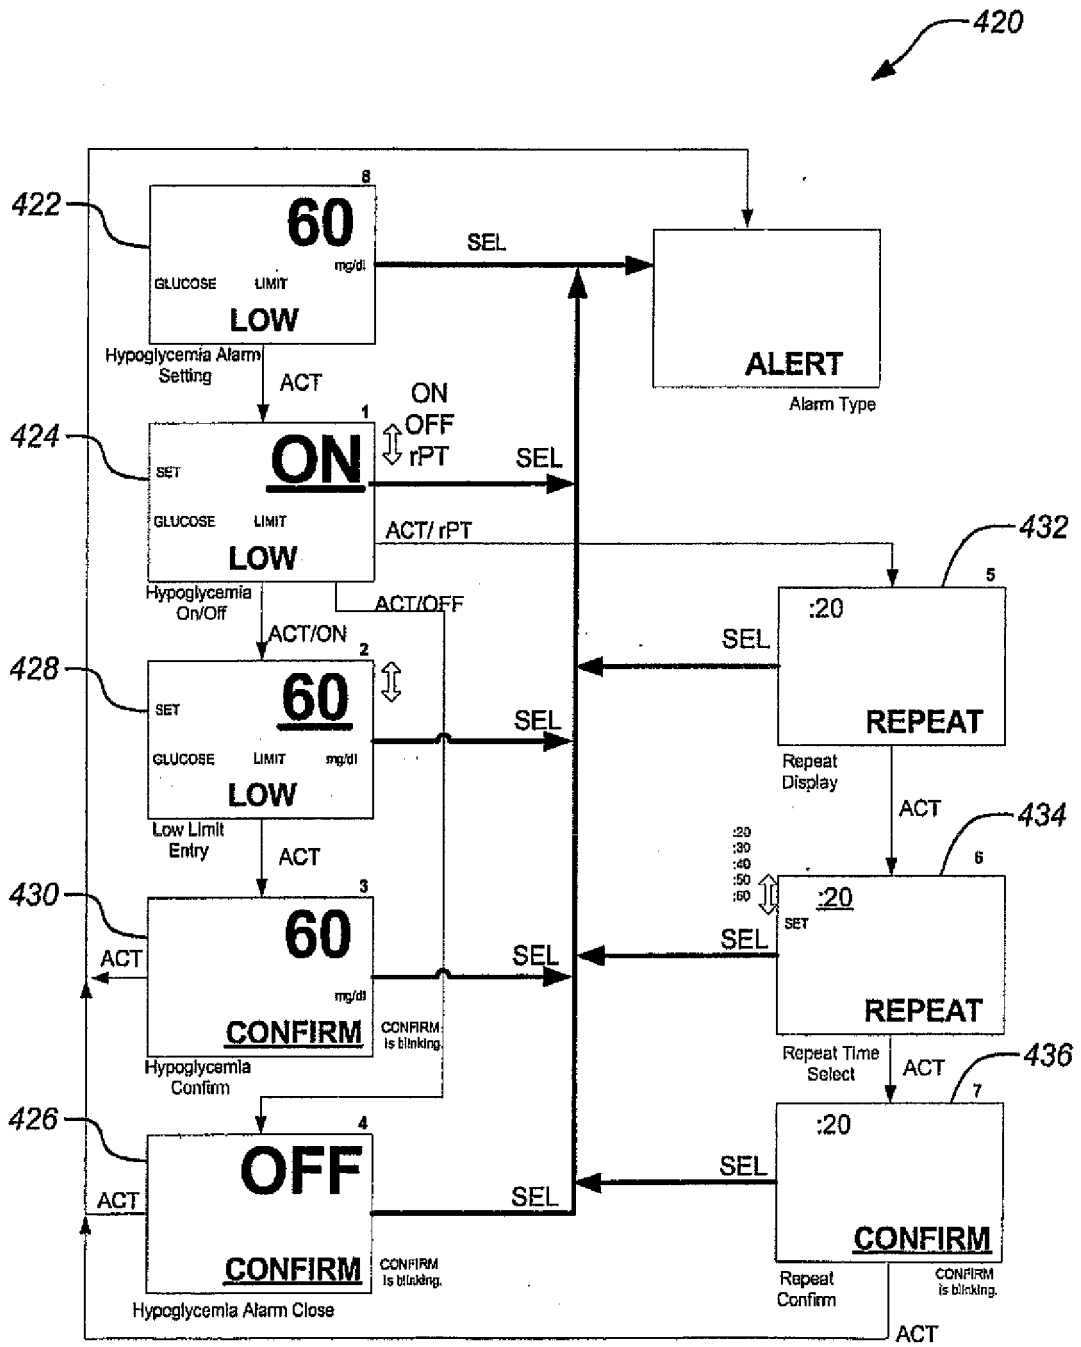 420
422
8
60
mg/dl
GLUCOSE LIMIT
LOW
Hypoglycemia Alarm
Setting
SEL
ALERT
Alarm Type
ACT
424
1
ON
SET
GLUCOSE LIMIT
LOW
Hypoglycemia
On/Off
ON
OFF
rPT
SEL
ACT/ rPT
ACT/OFF
ACT/ON
432
5
:20
REPEAT
Repeat
Display
SEL
ACT
428
2
60
SET
GLUCOSE LIMIT mg/dl
LOW
Low Limit
Entry
SEL
ACT
434
:20
:30
:40
:50
:60
6
:20
SET
REPEAT
Repeat Time
Select
SEL
ACT
430
3
60
mg/dl
CONFIRM
Hypoglycemia
Confirm
CONFIRM
is blinking.
ACT
SEL
436
7
:20
CONFIRM
Repeat
Confirm
CONFIRM
is blinking.
SEL
ACT
426
4
OFF
CONFIRM
Hypoglycemia Alarm Close
CONFIRM
is blinking.
ACT
SEL